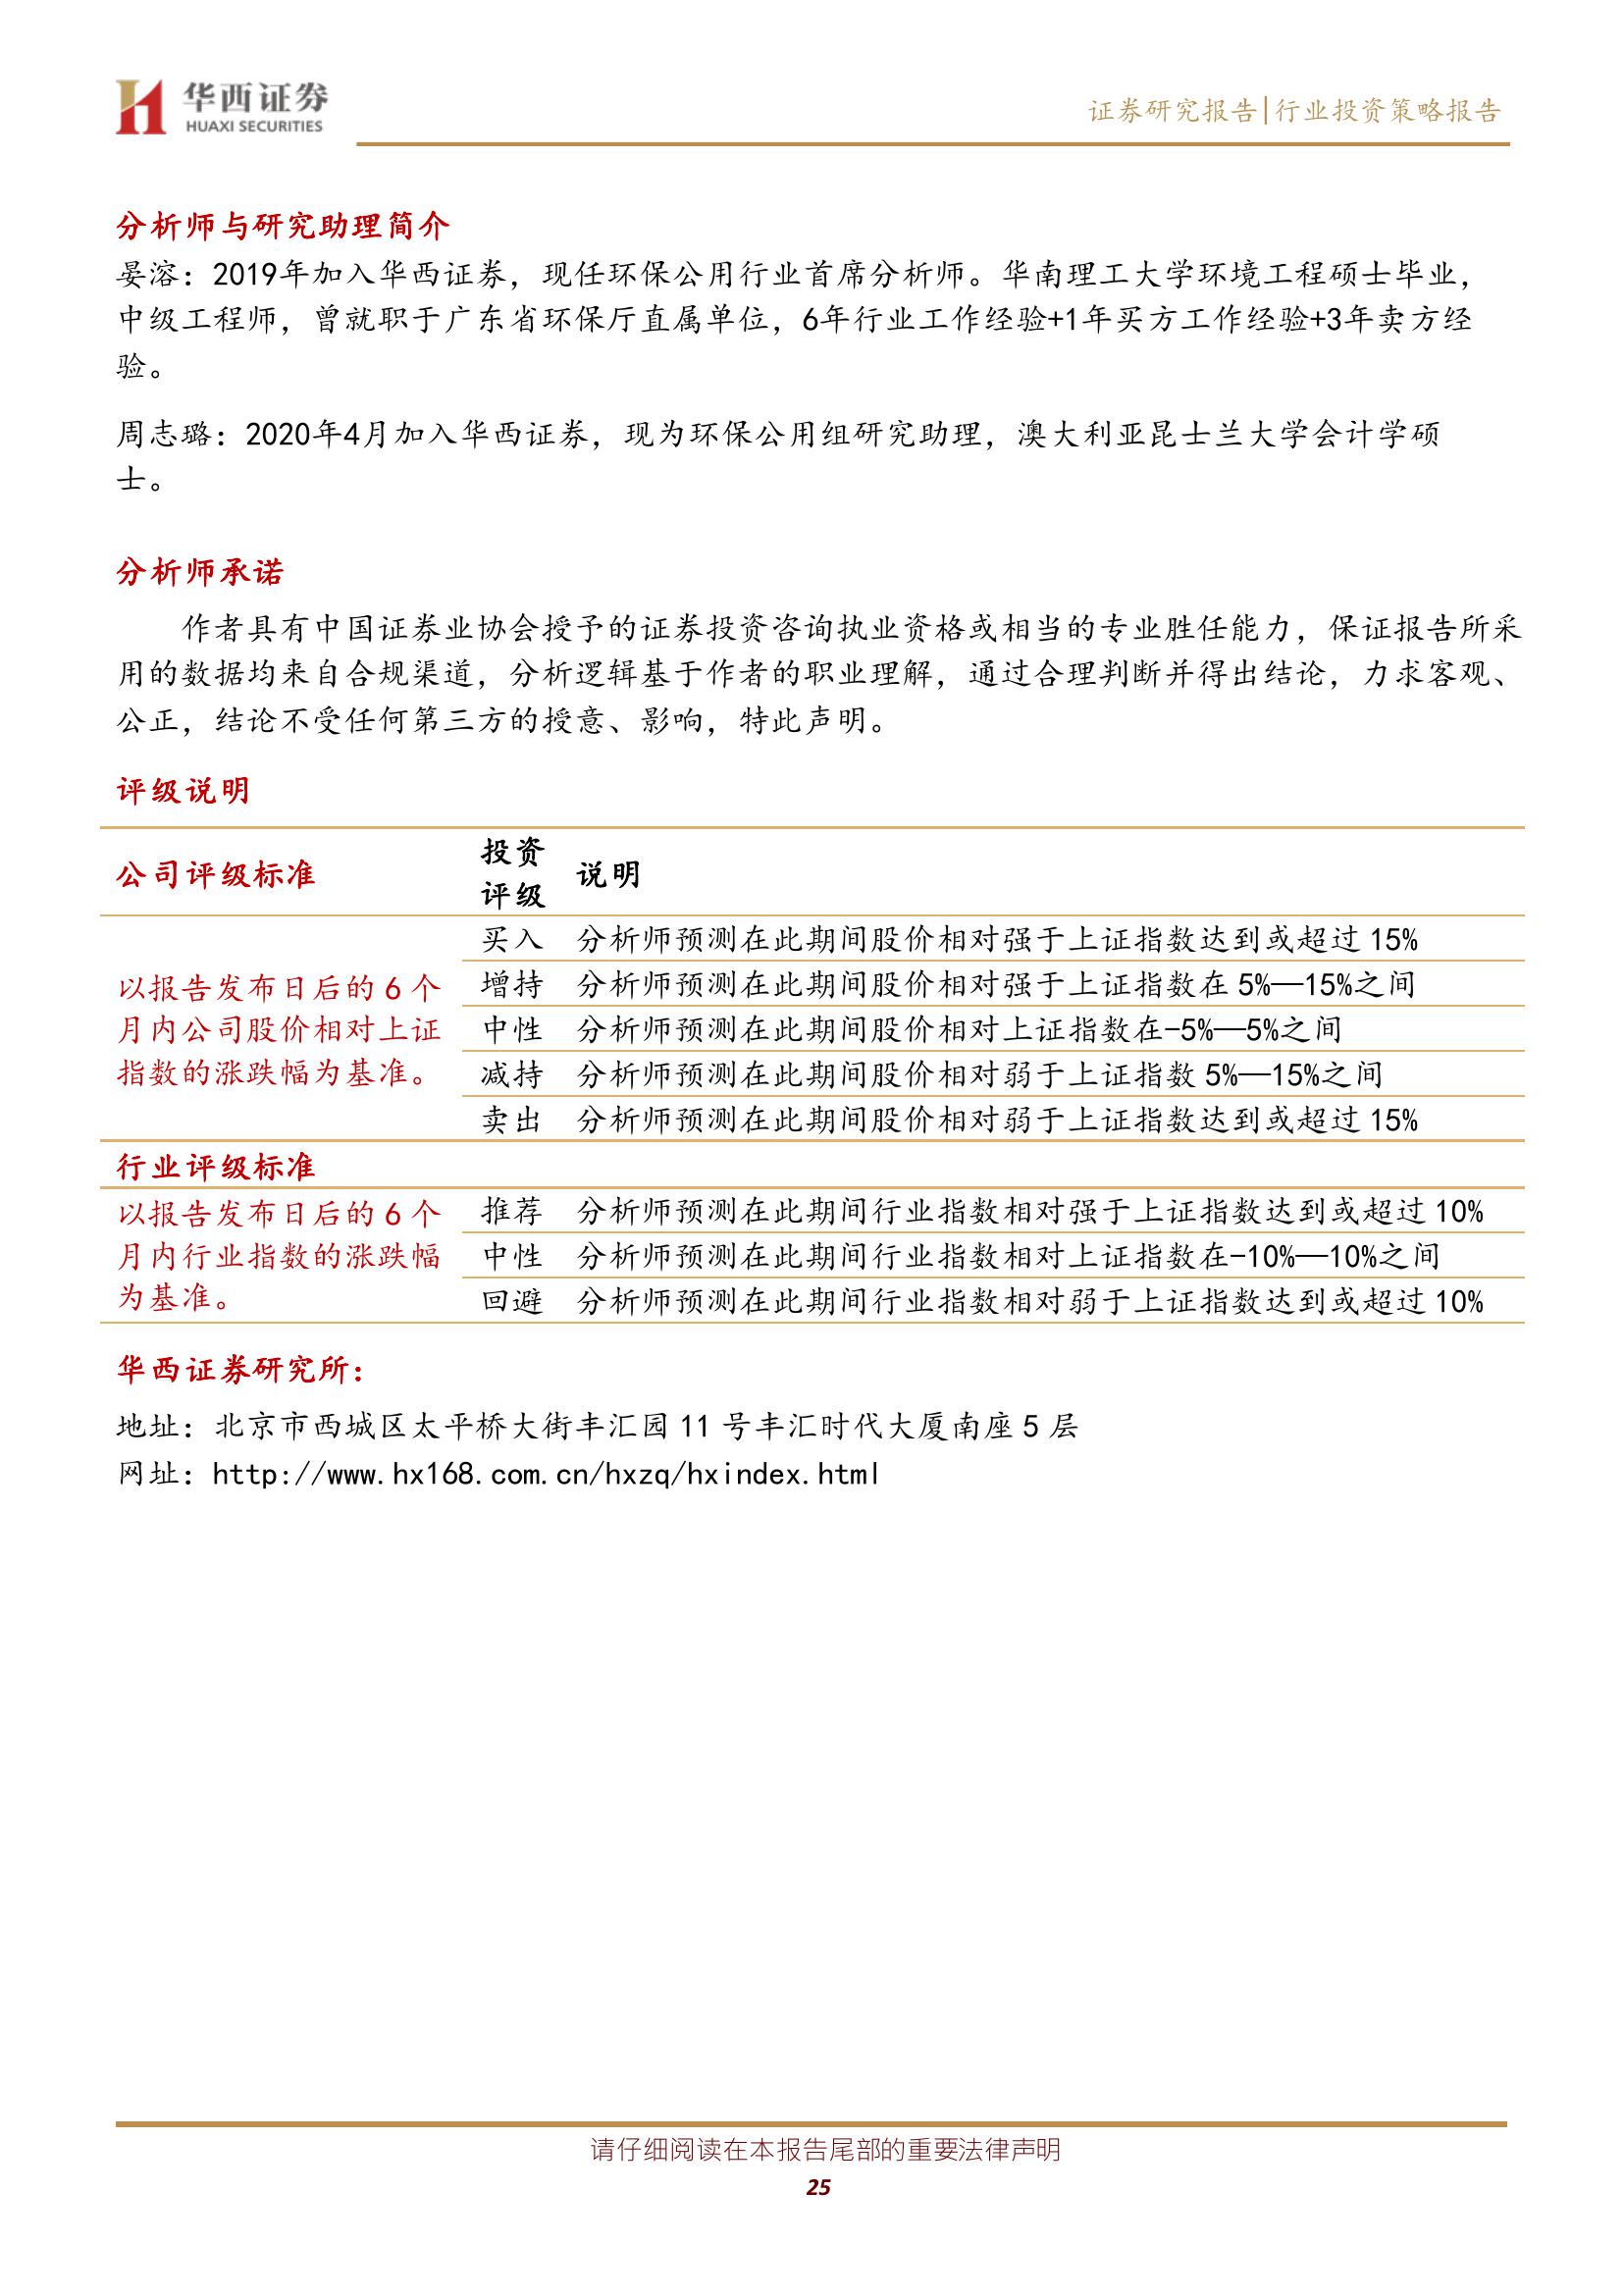 华西证券
HUAXI SECURITIES
证券研究报告|行业投资策略报告
分析师与研究助理简介
晏溶：2019年加入华西证券，现任环保公用行业首席分析师。华南理工大学环境工程硕士毕业，
中级工程师，曾就职于广东省环保厅直属单位，6年行业工作经验+1年买方工作经验+3年卖方经
验。
周志璐：2020年4月加入华西证券，现为环保公用组研究助理，澳大利亚昆士兰大学会计学硕
士。
分析师承诺
作者具有中国证券业协会授予的证券投资咨询执业资格或相当的专业胜任能力，保证报告所采
用的数据均来自合规渠道，分析逻辑基于作者的职业理解，通过合理判断并得出结论，力求客观、
公正，结论不受任何第三方的授意、影响，特此声明。
评级说明
公司评级标准
投资
评级
说明
以报告发布日后的 6 个
月内公司股价相对上证
指数的涨跌幅为基准。
买入 分析师预测在此期间股价相对强于上证指数达到或超过 15%
增持 分析师预测在此期间股价相对强于上证指数在 5%—15%之间
中性 分析师预测在此期间股价相对上证指数在-5%—5%之间
减持 分析师预测在此期间股价相对弱于上证指数 5%—15%之间
卖出 分析师预测在此期间股价相对弱于上证指数达到或超过 15%
行业评级标准
以报告发布日后的 6 个
月内行业指数的涨跌幅
为基准。
推荐 分析师预测在此期间行业指数相对强于上证指数达到或超过 10%
中性 分析师预测在此期间行业指数相对上证指数在-10%—10%之间
回避 分析师预测在此期间行业指数相对弱于上证指数达到或超过 10%
华西证券研究所：
地址：北京市西城区太平桥大街丰汇园 11 号丰汇时代大厦南座 5 层
网址：http://www.hx168.com.cn/hxzq/hxindex.html
请仔细阅读在本报告尾部的重要法律声明
25